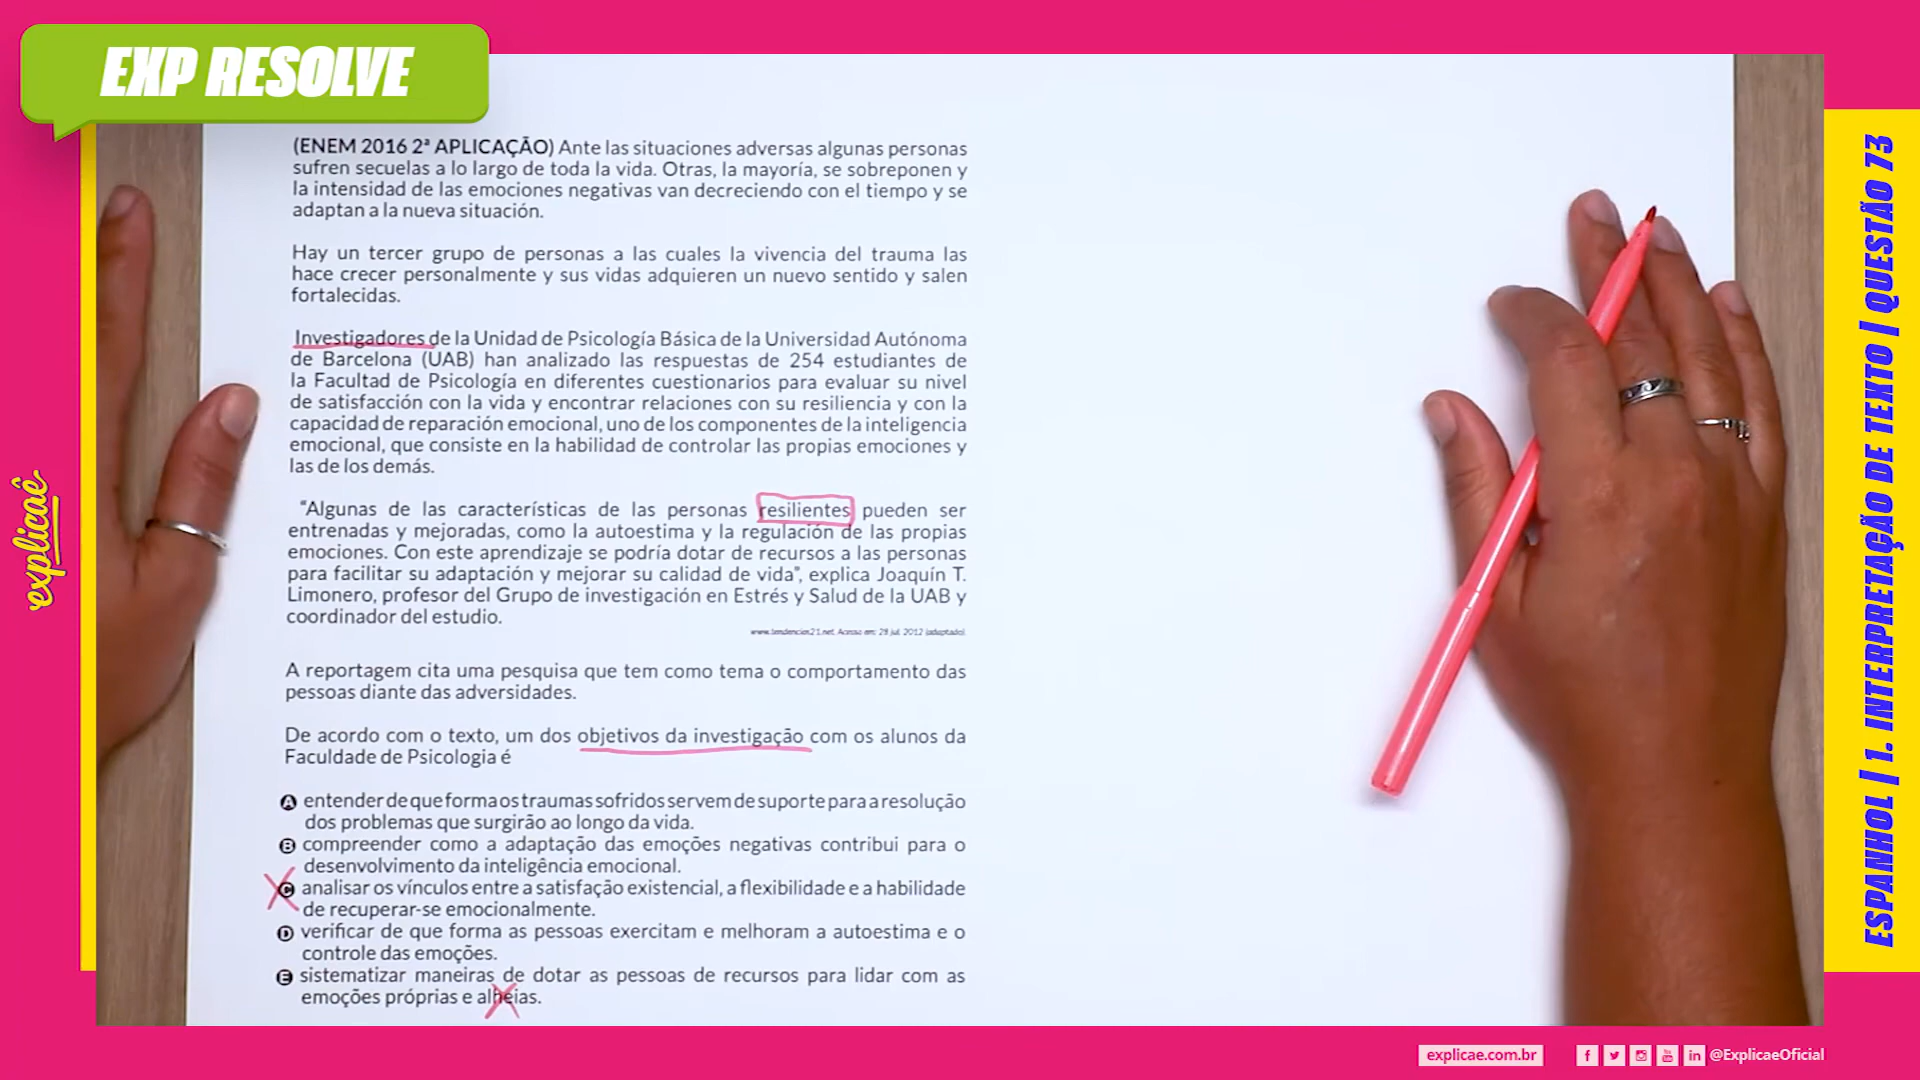 EXP RESOLVE
(ENEM 2016 2ª APLICAÇÃO) Ante las situaciones adversas algunas personas
sufren secuelas a lo largo de toda la vida. Otras, la mayoría, se sobreponen y
la intensidad de las emociones negativas van decreciendo con el tiempo y se
adaptan a la nueva situación.
Hay un tercer grupo de personas a las cuales la vivencia del trauma las
hace crecer personalmente y sus vidas adquieren un nuevo sentido y salen
fortalecidas.
Investigadores de la Unidad de Psicología Básica de la Universidad Autónoma
de Barcelona (UAB) han analizado las respuestas de 254 estudiantes de
la Facultad de Psicología en diferentes cuestionarios para evaluar su nivel
de satisfacción con la vida y encontrar relaciones con su resiliencia y con la
capacidad de reparación emocional, uno de los componentes de la inteligencia
emocional, que consiste en la habilidad de controlar las propias emociones y
las de los demás.
“Algunas de las características de las personas resilientes pueden ser
entrenadas y mejoradas, como la autoestima y la regulación de las propias
emociones. Con este aprendizaje se podría dotar de recursos a las personas
para facilitar su adaptación y mejorar su calidad de vida”, explica Joaquín T.
Limonero, profesor del Grupo de investigación en Estrés y Salud de la UAB y
coordinador del estudio.
www.tendencias21.net. Acesso em: 28 jul. 2012 (adaptado).
A reportagem cita uma pesquisa que tem como tema o comportamento das
pessoas diante das adversidades.
De acordo com o texto, um dos objetivos da investigação com os alunos da
Faculdade de Psicologia é
A entender de que forma os traumas sofridos servem de suporte para a resolução
dos problemas que surgirão ao longo da vida.
B compreender como a adaptação das emoções negativas contribui para o
desenvolvimento da inteligência emocional.
C analisar os vínculos entre a satisfação existencial, a flexibilidade e a habilidade
de recuperar-se emocionalmente.
D verificar de que forma as pessoas exercitam e melhoram a autoestima e o
controle das emoções.
E sistematizar maneiras de dotar as pessoas de recursos para lidar com as
emoções próprias e alheias.
explicaê
ESPANHOL | 1. INTERPRETAÇÃO DE TEXTO | QUESTÃO 73
explicae.com.br
@ExplicaeOficial